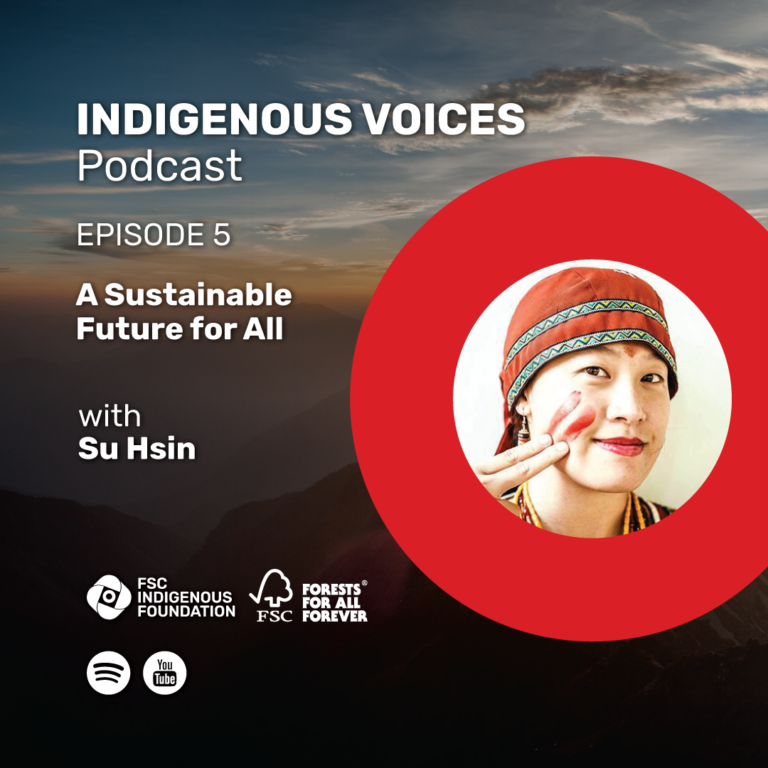 INDIGENOUS VOICES
Podcast
EPISODE 5
A Sustainable
Future for All
with
Su Hsin
FSC
INDIGENOUS
FOUNDATION
FSC
FORESTS®
FOR ALL
FOREVER
You
Tube